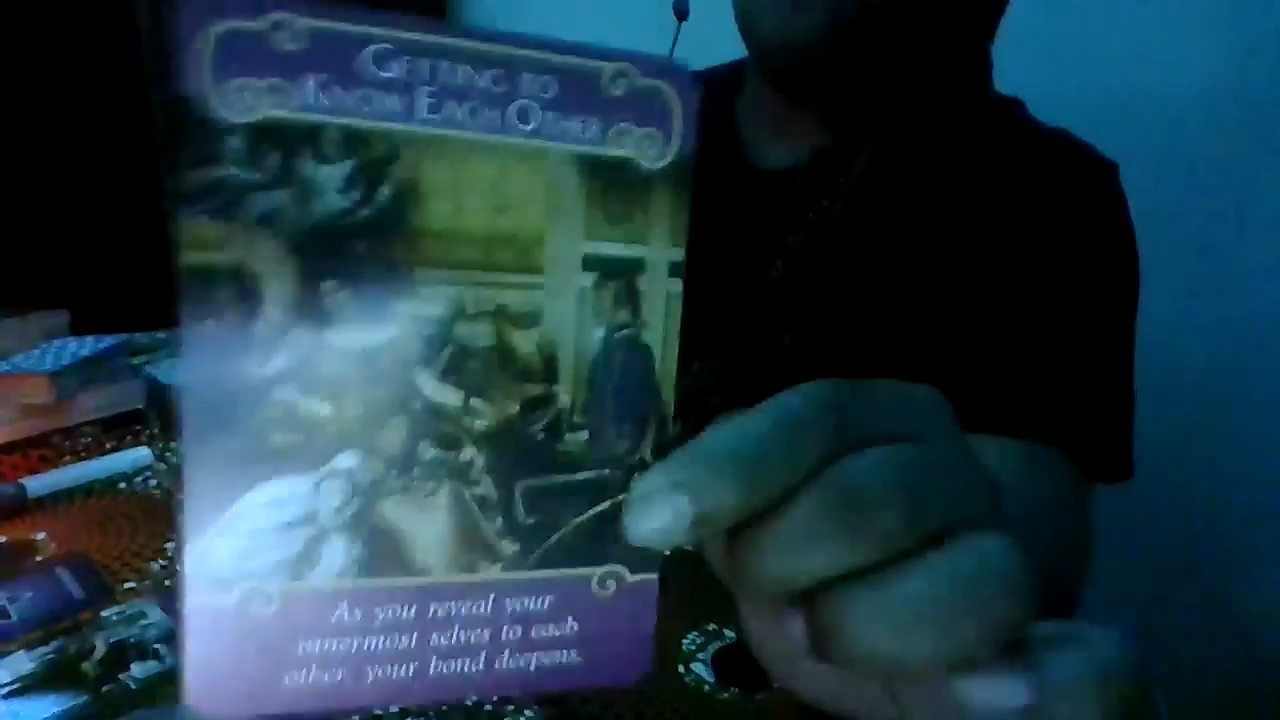 GETTING TO
KNOW EACH OTHER
As you reveal your
innermost selves to each
other, your bond deepens.